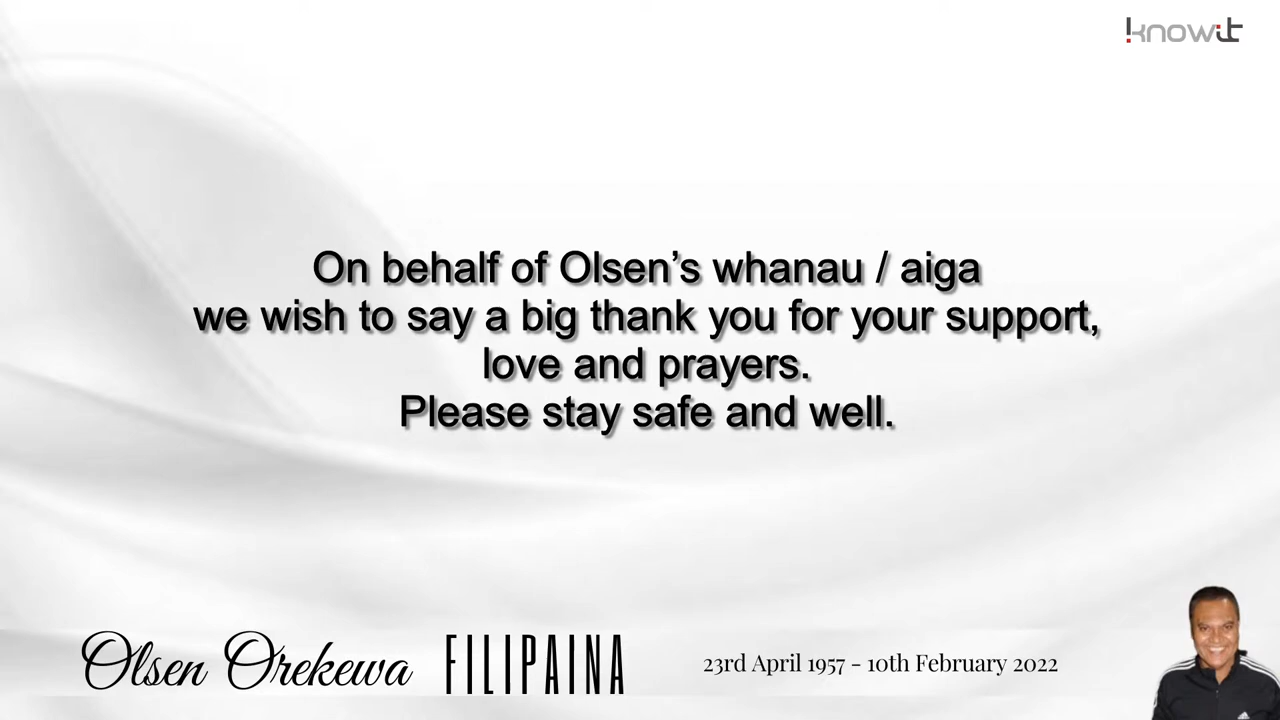 !knowit
On behalf of Olsen’s whanau / aiga
we wish to say a big thank you for your support,
love and prayers.
Please stay safe and well.
Olsen Orekewa FILIPAINA
23rd April 1957 - 10th February 2022